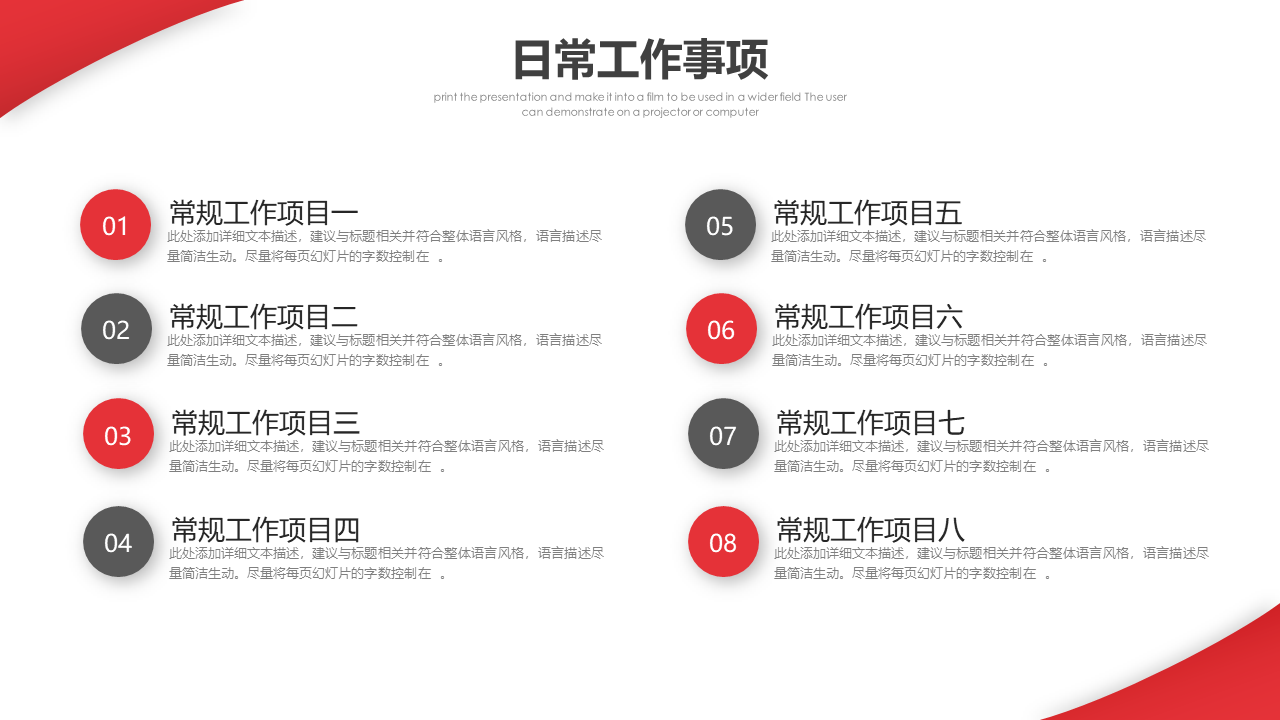 日常工作事项
print the presentation and make it into a film to be used in a wider field The user
can demonstrate on a projector or computer
01
常规工作项目一
此处添加详细文本描述，建议与标题相关并符合整体语言风格，语言描述尽
量简洁生动。尽量将每页幻灯片的字数控制在 。
02
常规工作项目二
此处添加详细文本描述，建议与标题相关并符合整体语言风格，语言描述尽
量简洁生动。尽量将每页幻灯片的字数控制在 。
03
常规工作项目三
此处添加详细文本描述，建议与标题相关并符合整体语言风格，语言描述尽
量简洁生动。尽量将每页幻灯片的字数控制在 。
04
常规工作项目四
此处添加详细文本描述，建议与标题相关并符合整体语言风格，语言描述尽
量简洁生动。尽量将每页幻灯片的字数控制在 。
05
常规工作项目五
此处添加详细文本描述，建议与标题相关并符合整体语言风格，语言描述尽
量简洁生动。尽量将每页幻灯片的字数控制在 。
06
常规工作项目六
此处添加详细文本描述，建议与标题相关并符合整体语言风格，语言描述尽
量简洁生动。尽量将每页幻灯片的字数控制在 。
07
常规工作项目七
此处添加详细文本描述，建议与标题相关并符合整体语言风格，语言描述尽
量简洁生动。尽量将每页幻灯片的字数控制在 。
08
常规工作项目八
此处添加详细文本描述，建议与标题相关并符合整体语言风格，语言描述尽
量简洁生动。尽量将每页幻灯片的字数控制在 。